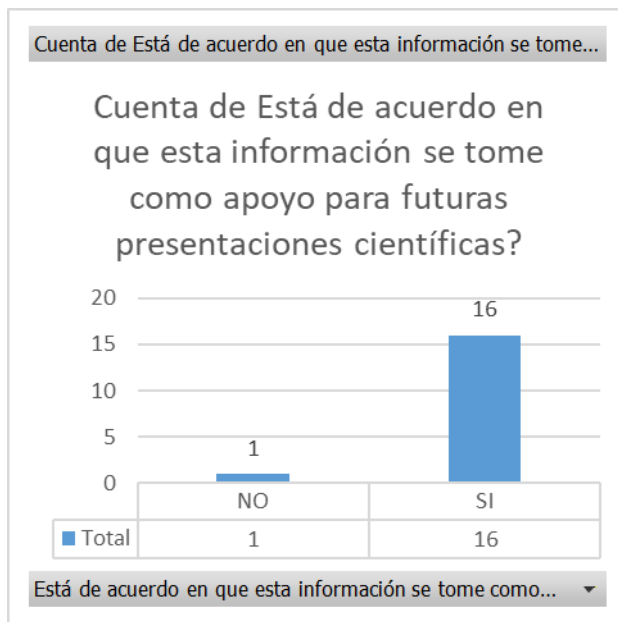 Cuenta de Está de acuerdo en que esta información se tome...
Cuenta de Está de acuerdo en
que esta información se tome
como apoyo para futuras
presentaciones científicas?
20
15
10
5
0
1
16
NO SI
Total 1 16
Está de acuerdo en que esta información se tome como...